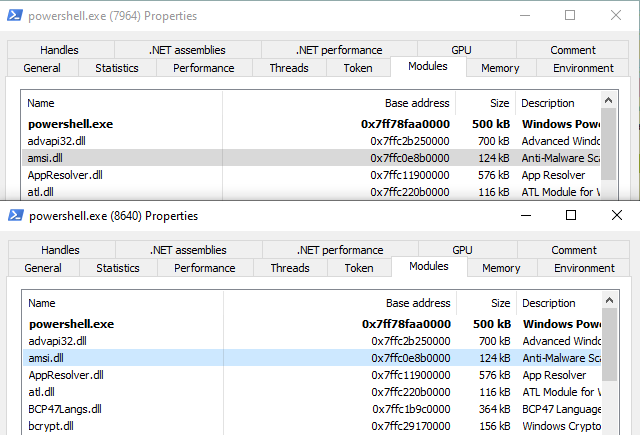 powershell.exe (7964) Properties
Handles .NET assemblies .NET performance GPU Comment
General Statistics Performance Threads Token Modules Memory Environment
Name Base address Size Description
powershell.exe 0x7ff78faa0000 500 kB Windows Pow
advapi32.dll 0x7ffc2b250000 700 kB Advanced Wind
amsi.dll 0x7ffc0e8b0000 124 kB Anti-Malware Sca
AppResolver.dll 0x7ffc11900000 576 kB App Resolver
atl.dll 0x7ffc220b0000 116 kB ATL Module for W
powershell.exe (8640) Properties
Handles .NET assemblies .NET performance GPU Comment
General Statistics Performance Threads Token Modules Memory Environment
Name Base address Size Description
powershell.exe 0x7ff78faa0000 500 kB Windows Pow
advapi32.dll 0x7ffc2b250000 700 kB Advanced Wind
amsi.dll 0x7ffc0e8b0000 124 kB Anti-Malware Sca
AppResolver.dll 0x7ffc11900000 576 kB App Resolver
atl.dll 0x7ffc220b0000 116 kB ATL Module for W
BCP47Langs.dll 0x7ffc1b9c0000 364 kB BCP47 Language
bcrypt.dll 0x7ffc29170000 156 kB Windows Crypto